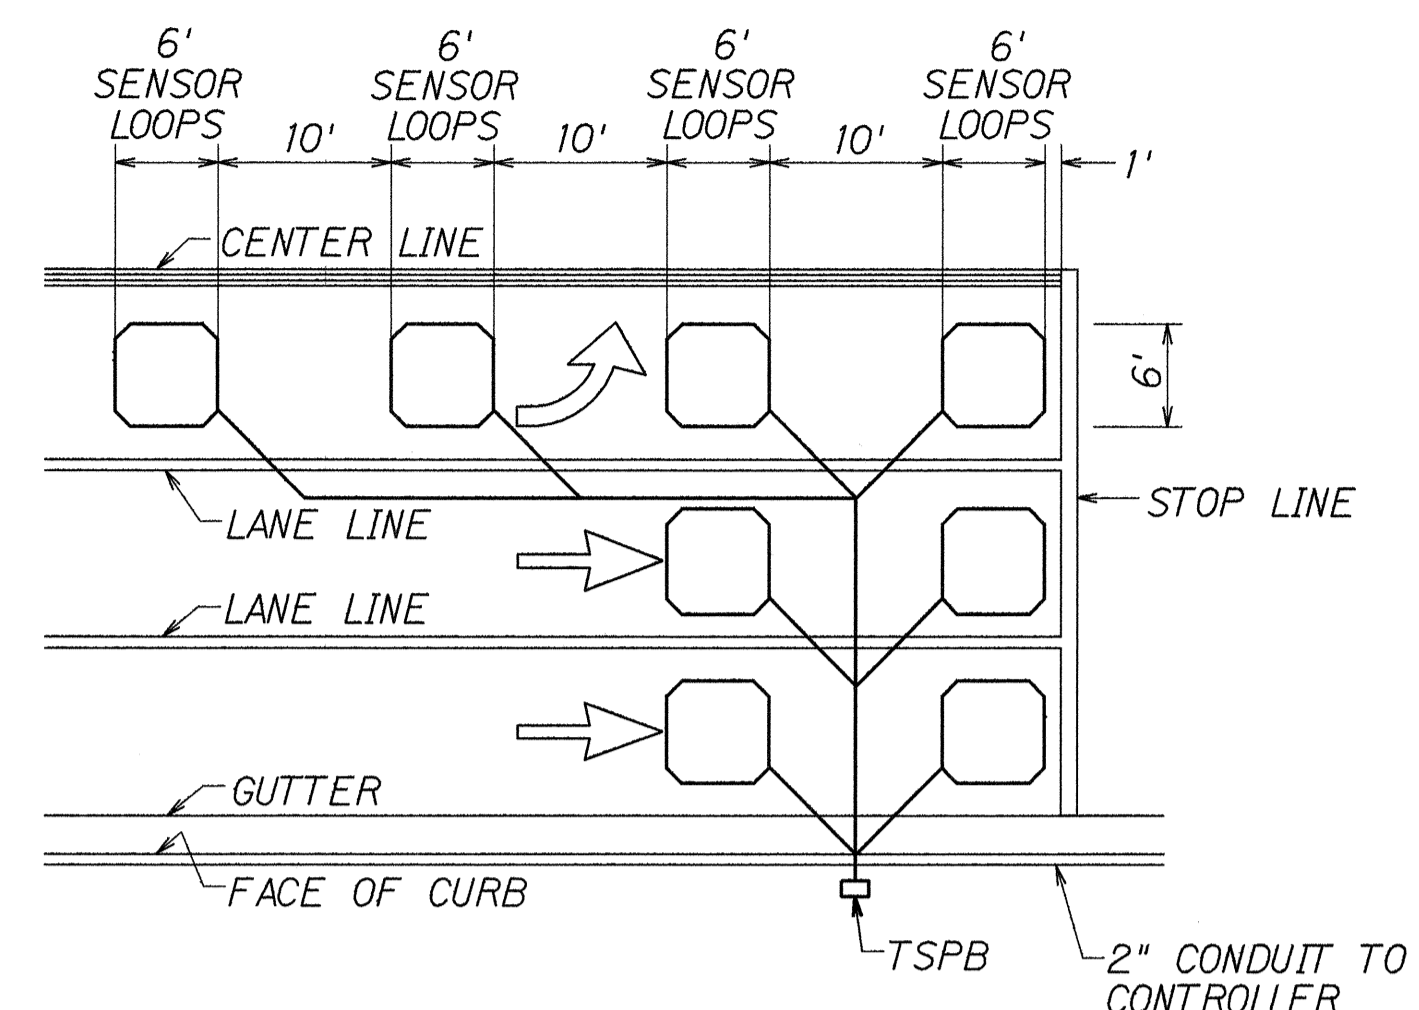 6'
SENSOR
LOOPS
6'
SENSOR
LOOPS
6'
SENSOR
LOOPS
6'
SENSOR
LOOPS
10'
10'
10'
1'
CENTER LINE
6'
LANE LINE
STOP LINE
LANE LINE
GUTTER
FACE OF CURB
TSPB
2" CONDUIT TO
CONTROLLER